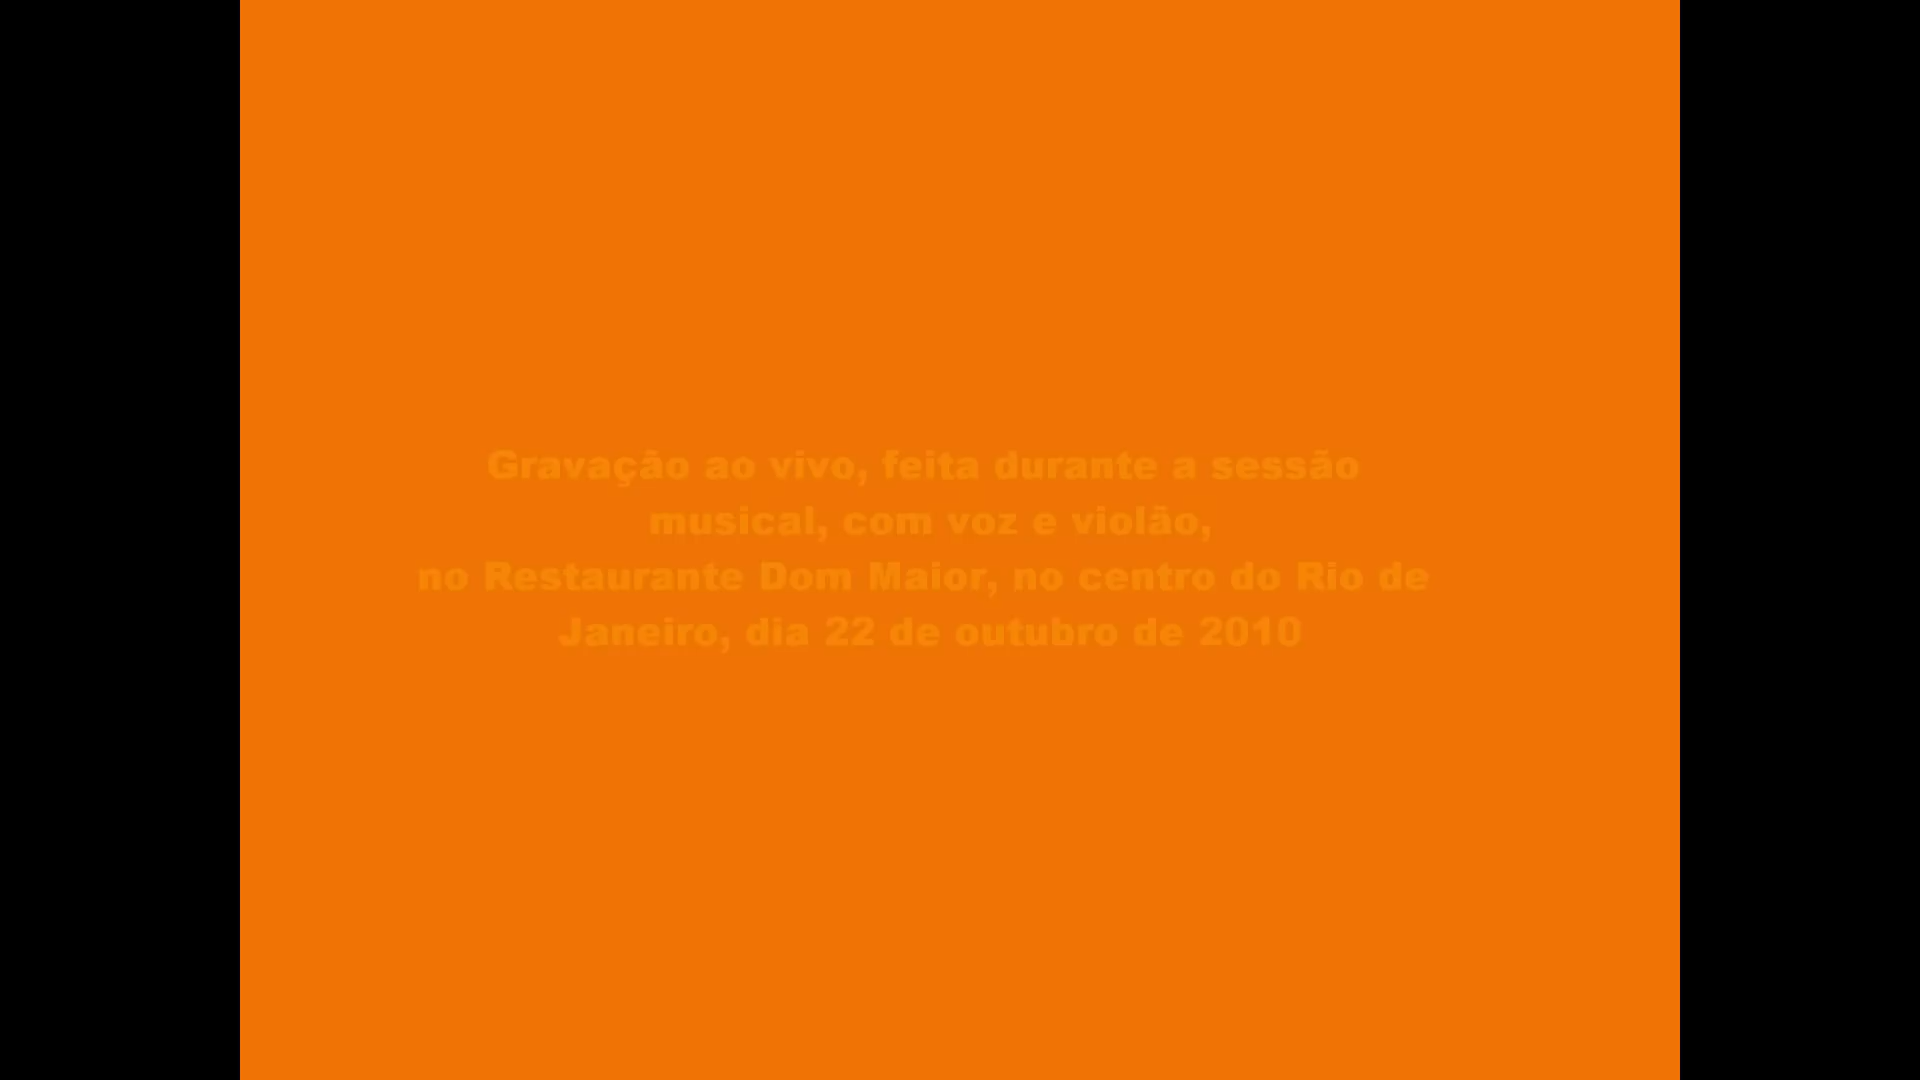 Gravação ao vivo, feita durante a sessão
musical, com voz e violão,
no Restaurante Dom Maior, no centro do Rio de
Janeiro, dia 22 de outubro de 2010